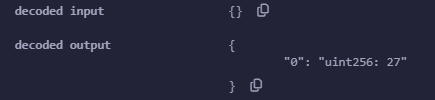 decoded input {}
decoded output {
"0": "uint256: 27"
}